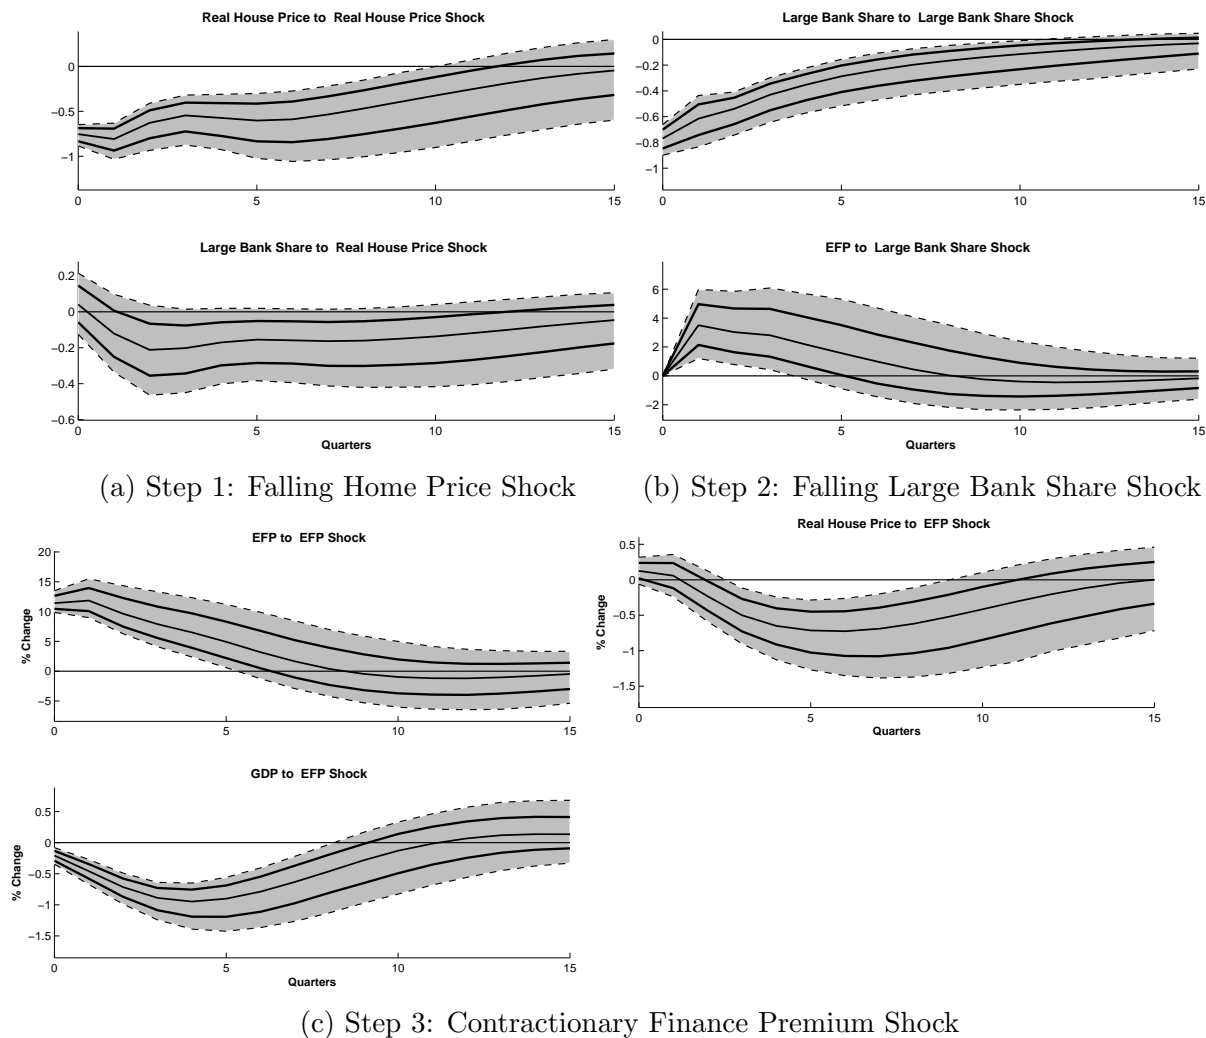 Real House Price to Real House Price Shock
0
−0.5
−1
0 5 10 15
Large Bank Share to Real House Price Shock
0.2
0
−0.2
−0.4
−0.6
0 5 10 15
Quarters
Large Bank Share to Large Bank Share Shock
0
−0.2
−0.4
−0.6
−0.8
−1
0 5 10 15
EFP to Large Bank Share Shock
6
4
2
0
−2
0 5 10 15
Quarters
(a) Step 1: Falling Home Price Shock
(b) Step 2: Falling Large Bank Share Shock
EFP to EFP Shock
% Change
20
15
10
5
0
−5
0 5 10 15
Real House Price to EFP Shock
% Change
0.5
0
−0.5
−1
−1.5
0 5 10 15
Quarters
GDP to EFP Shock
% Change
0.5
0
−0.5
−1
−1.5
0 5 10 15
Quarters
(c) Step 3: Contractionary Finance Premium Shock